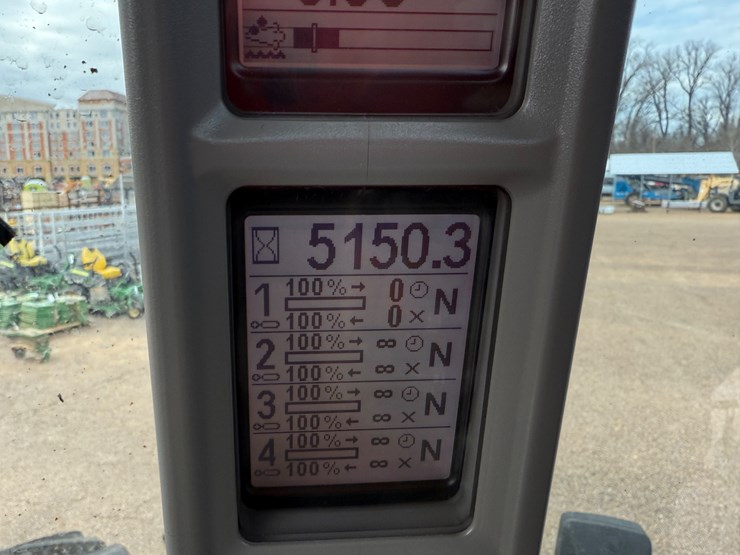 5150.3
1 100% → 0 N
100% ← 0 ×
2 100% → ∞ N
100% ← ∞ ×
3 100% → ∞ N
100% ← ∞ ×
4 100% → ∞ N
100% ← ∞ ×